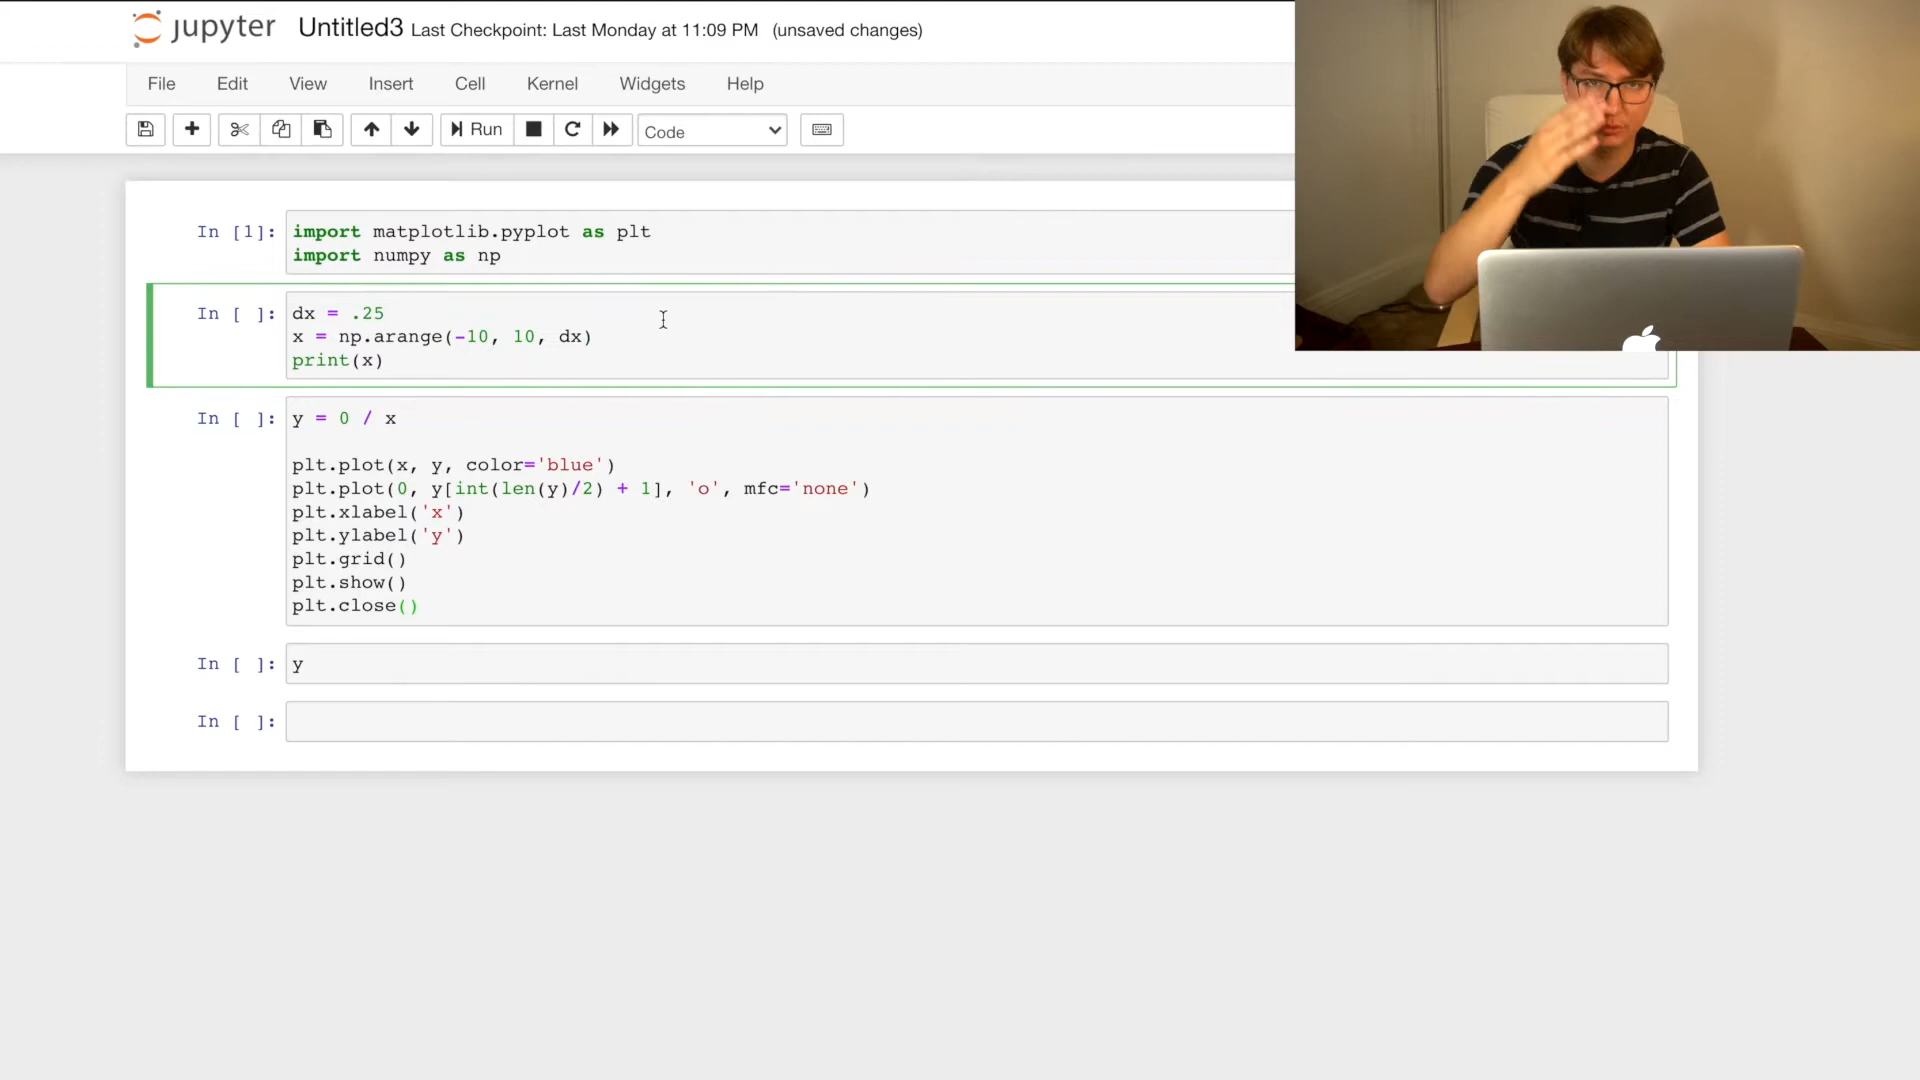 jupyter Untitled3 Last Checkpoint: Last Monday at 11:09 PM (unsaved changes)
File Edit View Insert Cell Kernel Widgets Help
Run Code
In [1]: import matplotlib.pyplot as plt
import numpy as np
In [ ]: dx = .25
x = np.arange(-10, 10, dx)
print(x)
In [ ]: y = 0 / x
plt.plot(x, y, color='blue')
plt.plot(0, y[int(len(y)/2) + 1], 'o', mfc='none')
plt.xlabel('x')
plt.ylabel('y')
plt.grid()
plt.show()
plt.close()
In [ ]: y
In [ ]: